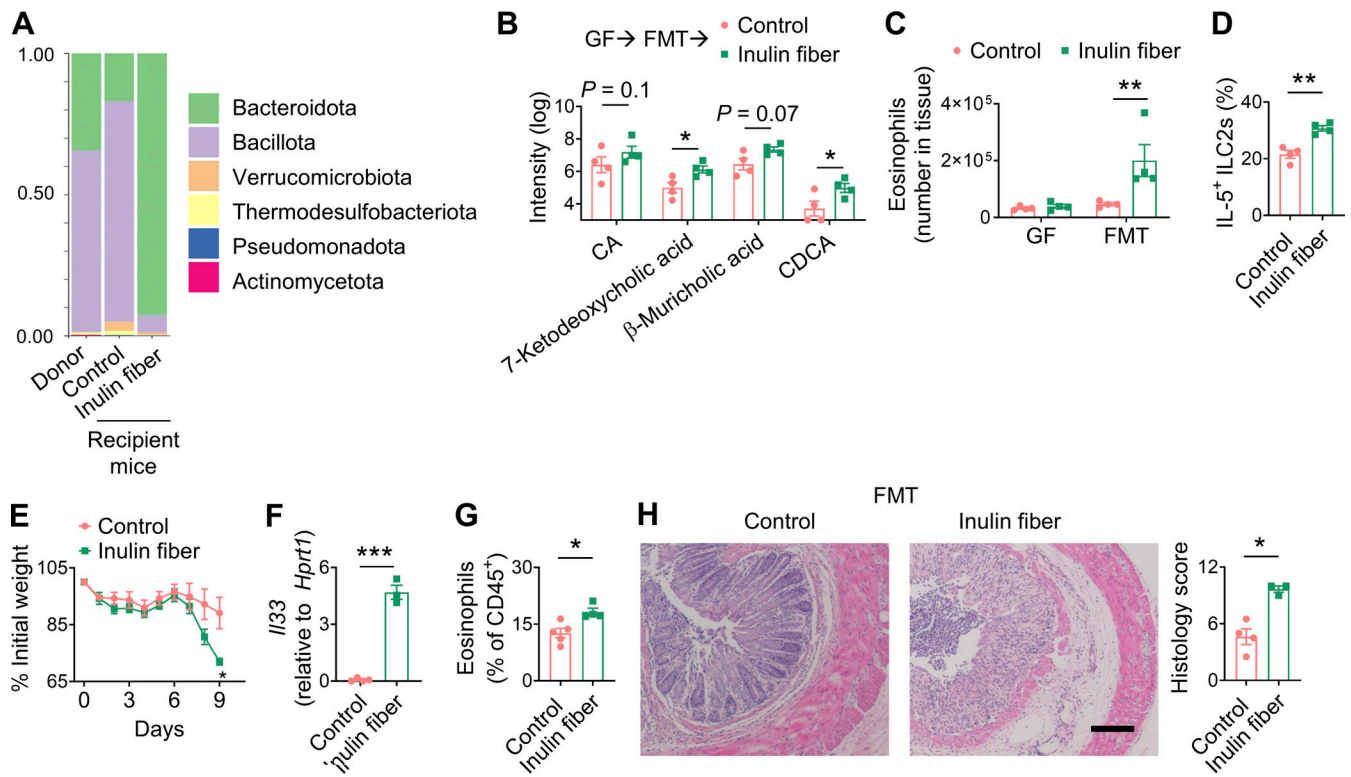 A
1.00
0.50
0.00
Donor
Control
Inulin fiber
Recipient
mice
Bacteroidota
Bacillota
Verrucomicrobiota
Thermodesulfobacteriota
Pseudomonadota
Actinomycetota
B
GF→ FMT→
Control
Inulin fiber
Intensity (log)
10
8
6
4
P = 0.1
*
P = 0.07
*
CA
7-Ketodeoxycholic acid
β-Muricholic acid
CDCA
C
Control
Inulin fiber
Eosinophils
(number in tissue)
4×10⁵
2×10⁵
0
**
GF
FMT
D
IL-5⁺ ILC2s (%)
40
20
0
**
Control
Inulin fiber
E
Control
Inulin fiber
% Initial weight
105
85
65
*
0
3
6
9
Days
F
Il33
(relative to Hprt1)
12
6
0
***
Control
Inulin fiber
G
Eosinophils
(% of CD45⁺)
30
15
0
*
Control
Inulin fiber
H
FMT
Control
Inulin fiber
Histology score
12
6
0
*
Control
Inulin fiber